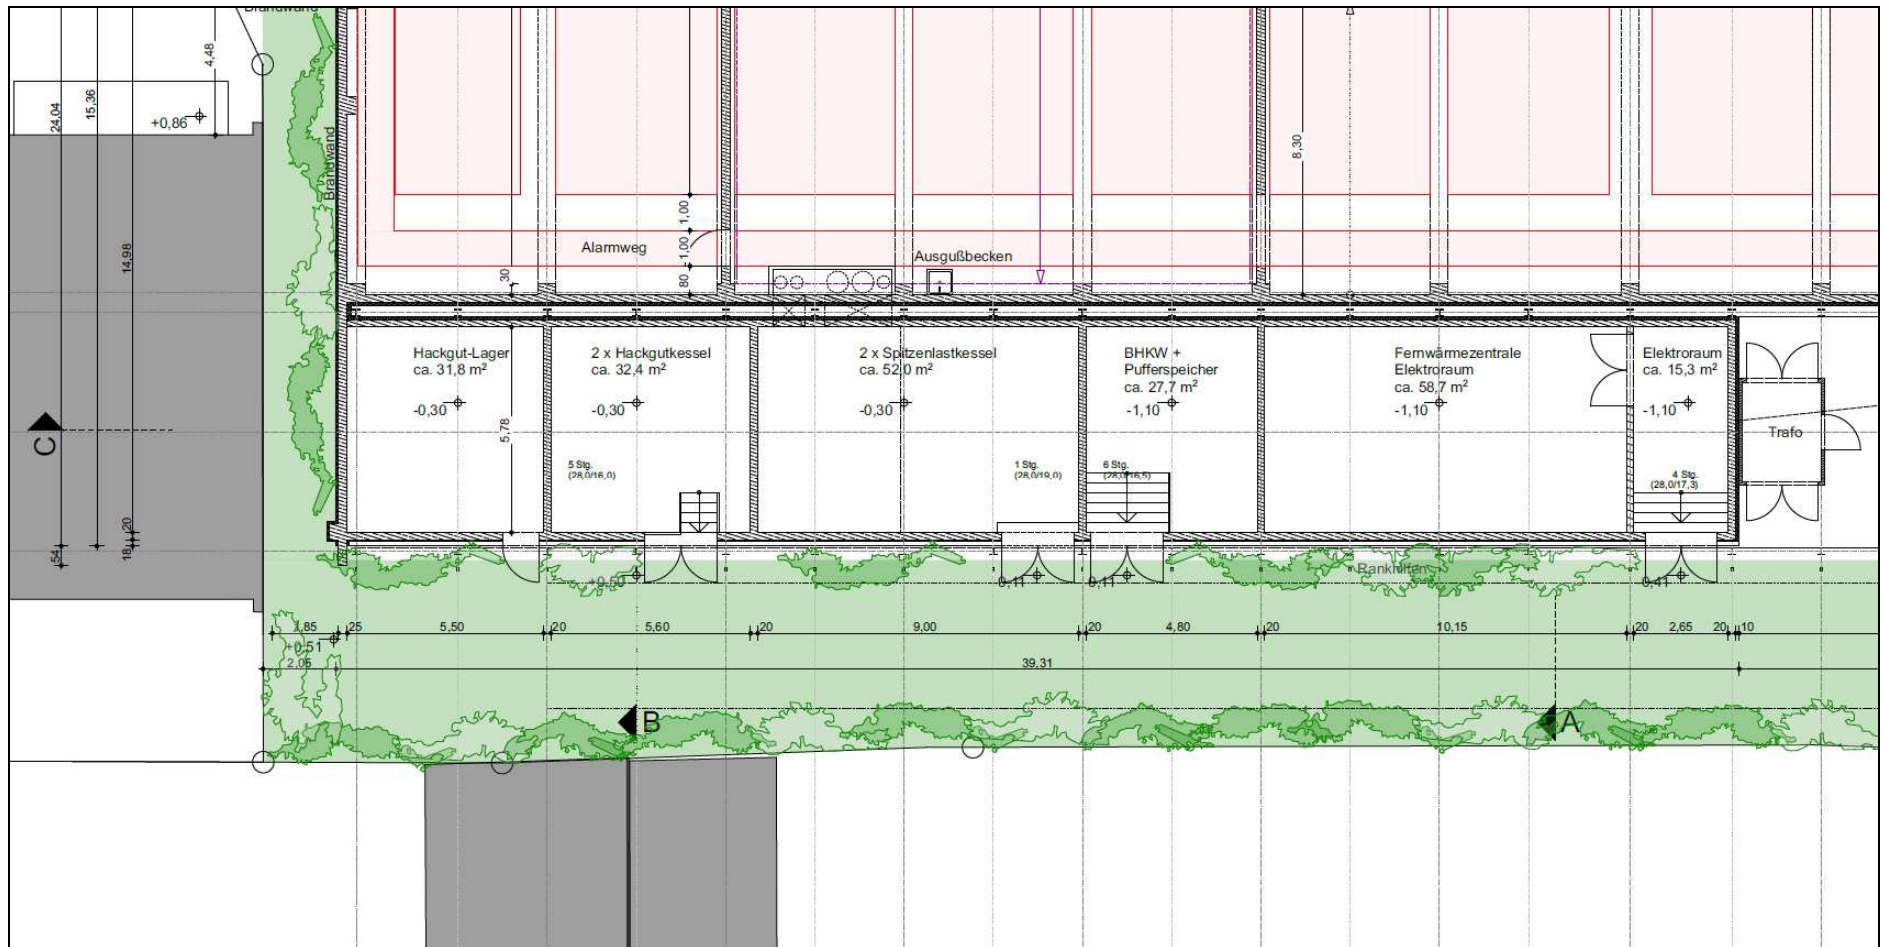 Brandwand
4,48
24,04
15,36
+0,86
Brandwand
14,98
8,30
1,00
1,00
80
30
Alarmweg
Ausgußbecken
Hackgut-Lager
ca. 31,8 m²
-0,30
2 x Hackgutkessel
ca. 32,4 m²
-0,30
2 x Spitzenlastkessel
ca. 52,0 m²
-0,30
BHKW +
Pufferspeicher
ca. 27,7 m²
-1,10
Fernwärmezentrale
Elektroraum
ca. 58,7 m²
-1,10
Elektroraum
ca. 15,3 m²
-1,10
Trafo
C
5,78
5 Stg.
(28,0/16,0)
1 Stg.
(28,0/19,0)
6 Stg.
(28,0/16,5)
4 Stg.
(28,0/17,3)
54
18
20
+0,50
0,11
0,11
Rankhilfen
0,41
1,85
25
5,50
20
5,60
20
9,00
20
4,80
20
10,15
20
2,65
20
10
+0,51
2,05
39,31
B
A